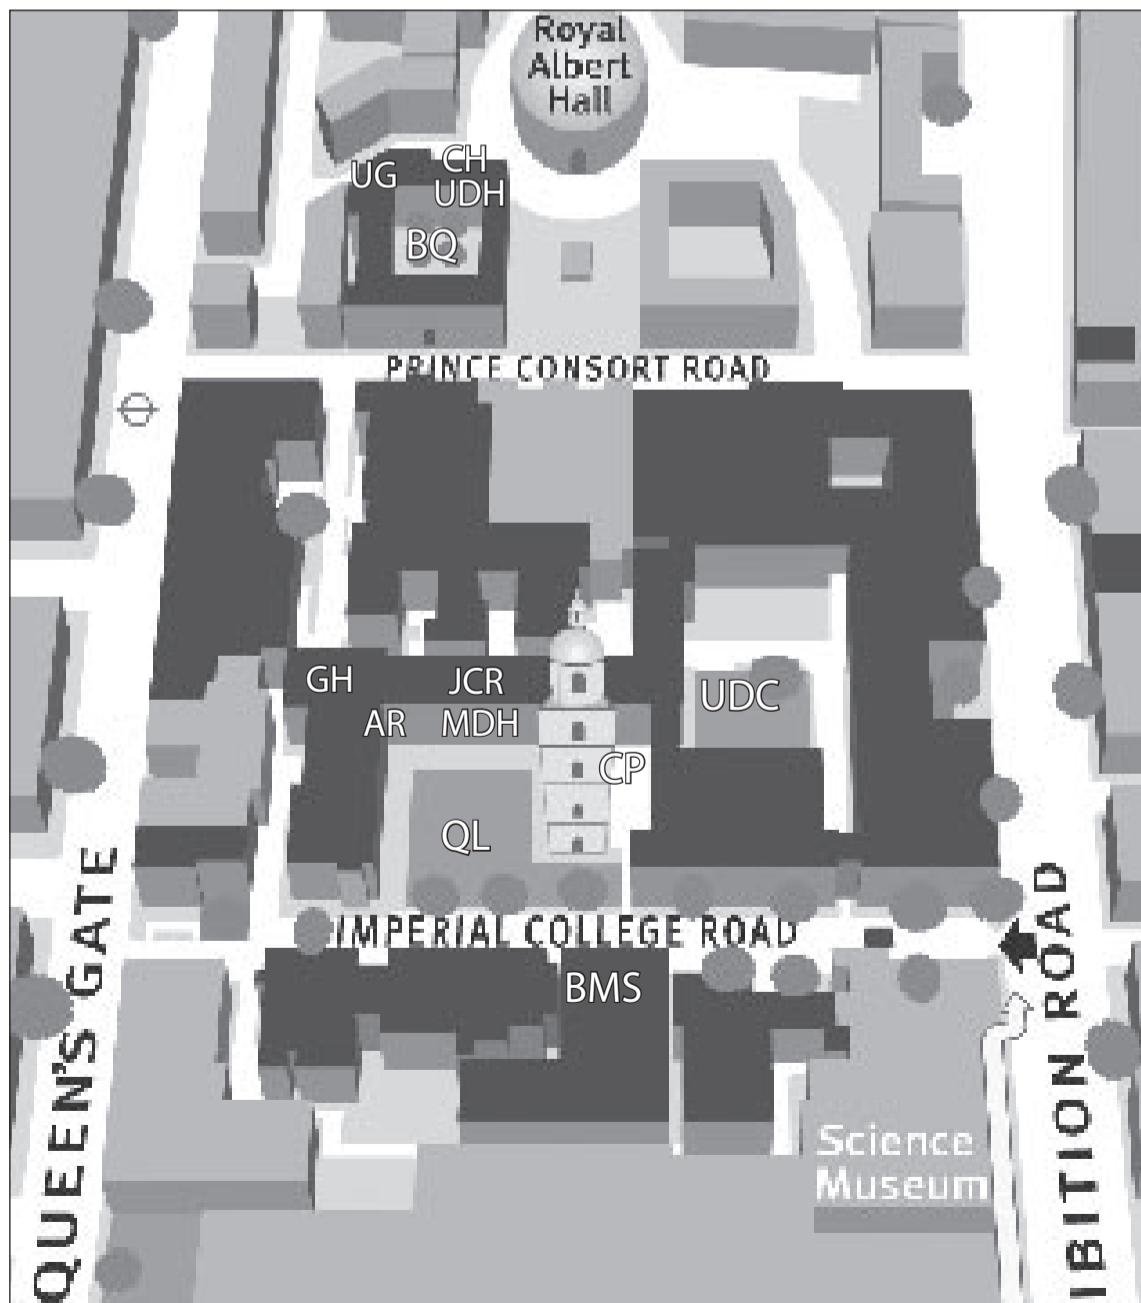 Royal
Albert
Hall
CH
UG
UDH
BQ
PRINCE CONSORT ROAD
GH
JCR
UDC
AR
MDH
CP
QL
QUEEN'S GATE
IMPERIAL COLLEGE ROAD
BMS
IBITION ROAD
Science
Museum